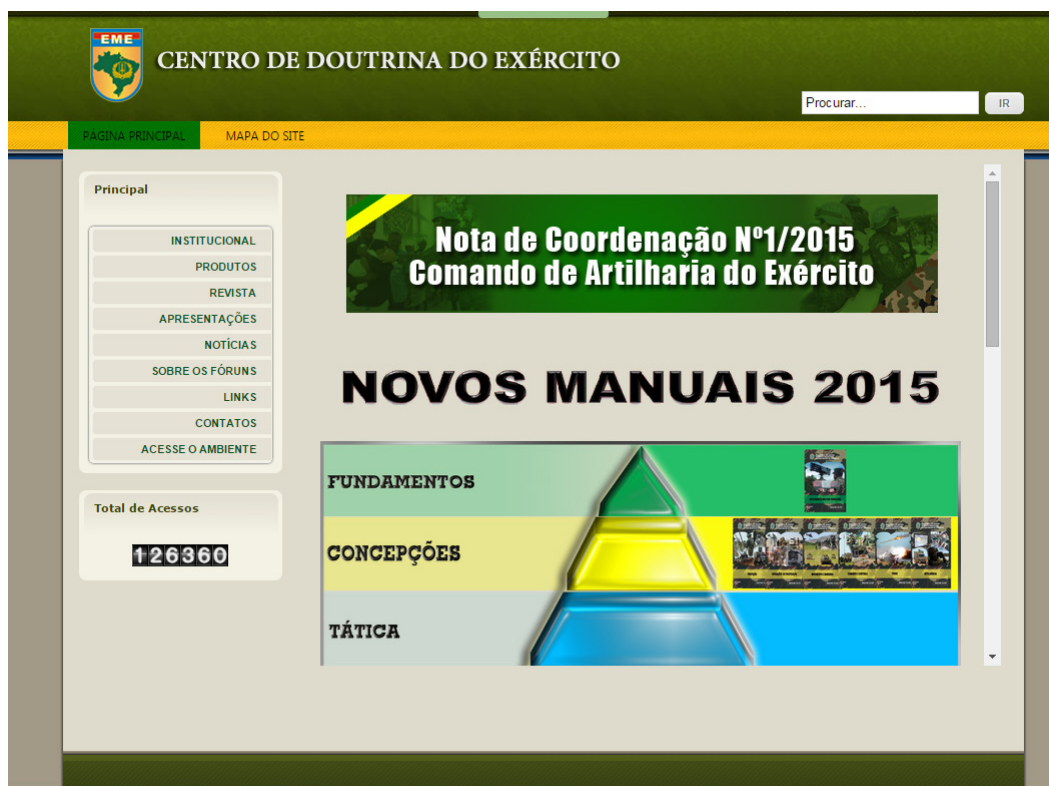 EME
CENTRO DE DOUTRINA DO EXÉRCITO
Procurar...
IR
PÁGINA PRINCIPAL
MAPA DO SITE
Principal
INSTITUCIONAL
PRODUTOS
REVISTA
APRESENTAÇÕES
NOTÍCIAS
SOBRE OS FÓRUNS
LINKS
CONTATOS
ACESSE O AMBIENTE
Total de Acessos
126360
Nota de Coordenação Nº1/2015
Comando de Artilharia do Exército
NOVOS MANUAIS 2015
FUNDAMENTOS
CONCEPÇÕES
TÁTICA